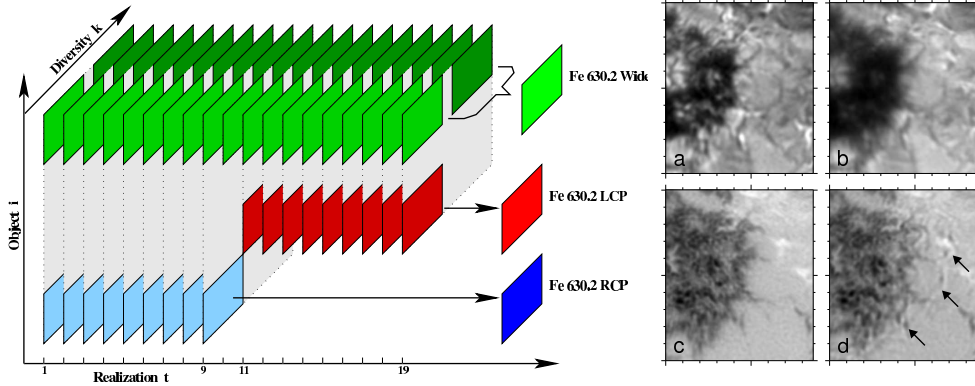 Diversity k
Fe 630.2 Wide
Object i
Fe 630.2 LCP
Fe 630.2 RCP
1
9
11
19
Realization t
a
b
c
d